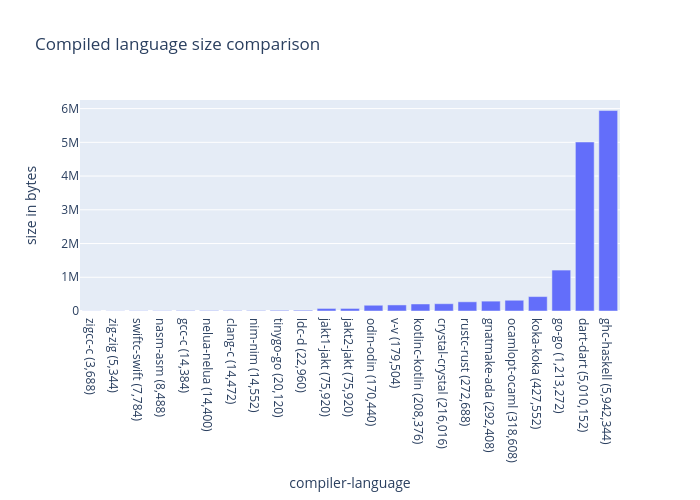 Compiled language size comparison
size in bytes
6M
5M
4M
3M
2M
1M
0
zigcc-c (3,688)
zig-zig (5,344)
swiftc-swift (7,784)
nasm-asm (8,488)
gcc-c (14,384)
nelua-nelua (14,400)
clang-c (14,472)
nim-nim (14,552)
tinygo-go (20,120)
ldc-d (22,960)
jakt1-jakt (75,920)
jakt2-jakt (75,920)
odin-odin (170,440)
v-v (179,504)
kotlinc-kotlin (208,376)
crystal-crystal (216,016)
rustc-rust (272,688)
gnatmake-ada (292,408)
ocamlopt-ocaml (318,608)
koka-koka (427,552)
go-go (1,213,272)
dart-dart (5,010,152)
ghc-haskell (5,942,344)
compiler-language